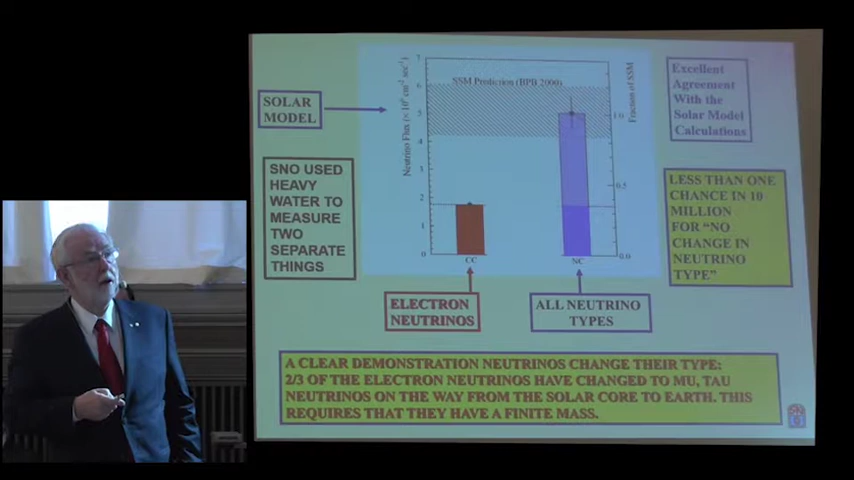 SOLAR
MODEL
SNO USED
HEAVY
WATER TO
MEASURE
TWO
SEPARATE
THINGS
Neutrino Flux (× 10⁶ cm⁻² sec⁻¹)
7
6
5
4
3
2
1
0
SSM Prediction (BPB 2000)
Fraction of SSM
1.0
0.5
0.0
CC
NC
ELECTRON
NEUTRINOS
ALL NEUTRINO
TYPES
Excellent
Agreement
With the
Solar Model
Calculations
LESS THAN ONE
CHANCE IN 10
MILLION
FOR “NO
CHANGE IN
NEUTRINO
TYPE”
A CLEAR DEMONSTRATION NEUTRINOS CHANGE THEIR TYPE:
2/3 OF THE ELECTRON NEUTRINOS HAVE CHANGED TO MU, TAU
NEUTRINOS ON THE WAY FROM THE SOLAR CORE TO EARTH. THIS
REQUIRES THAT THEY HAVE A FINITE MASS.